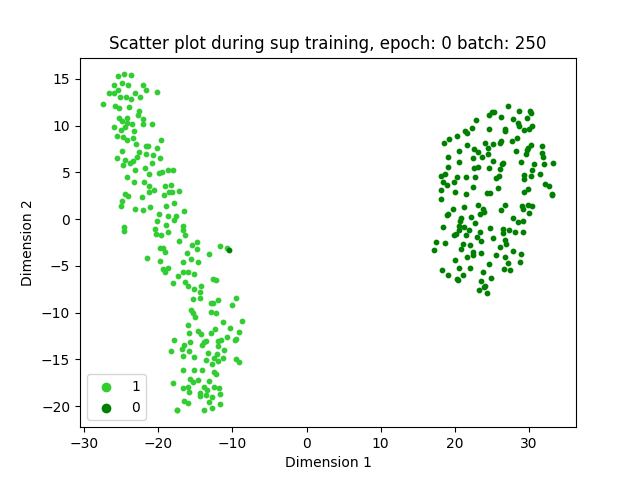 Scatter plot during sup training, epoch: 0 batch: 250
15
10
5
0
−5
−10
−15
−20
Dimension 2
1
0
−30 −20 −10 0 10 20 30
Dimension 1